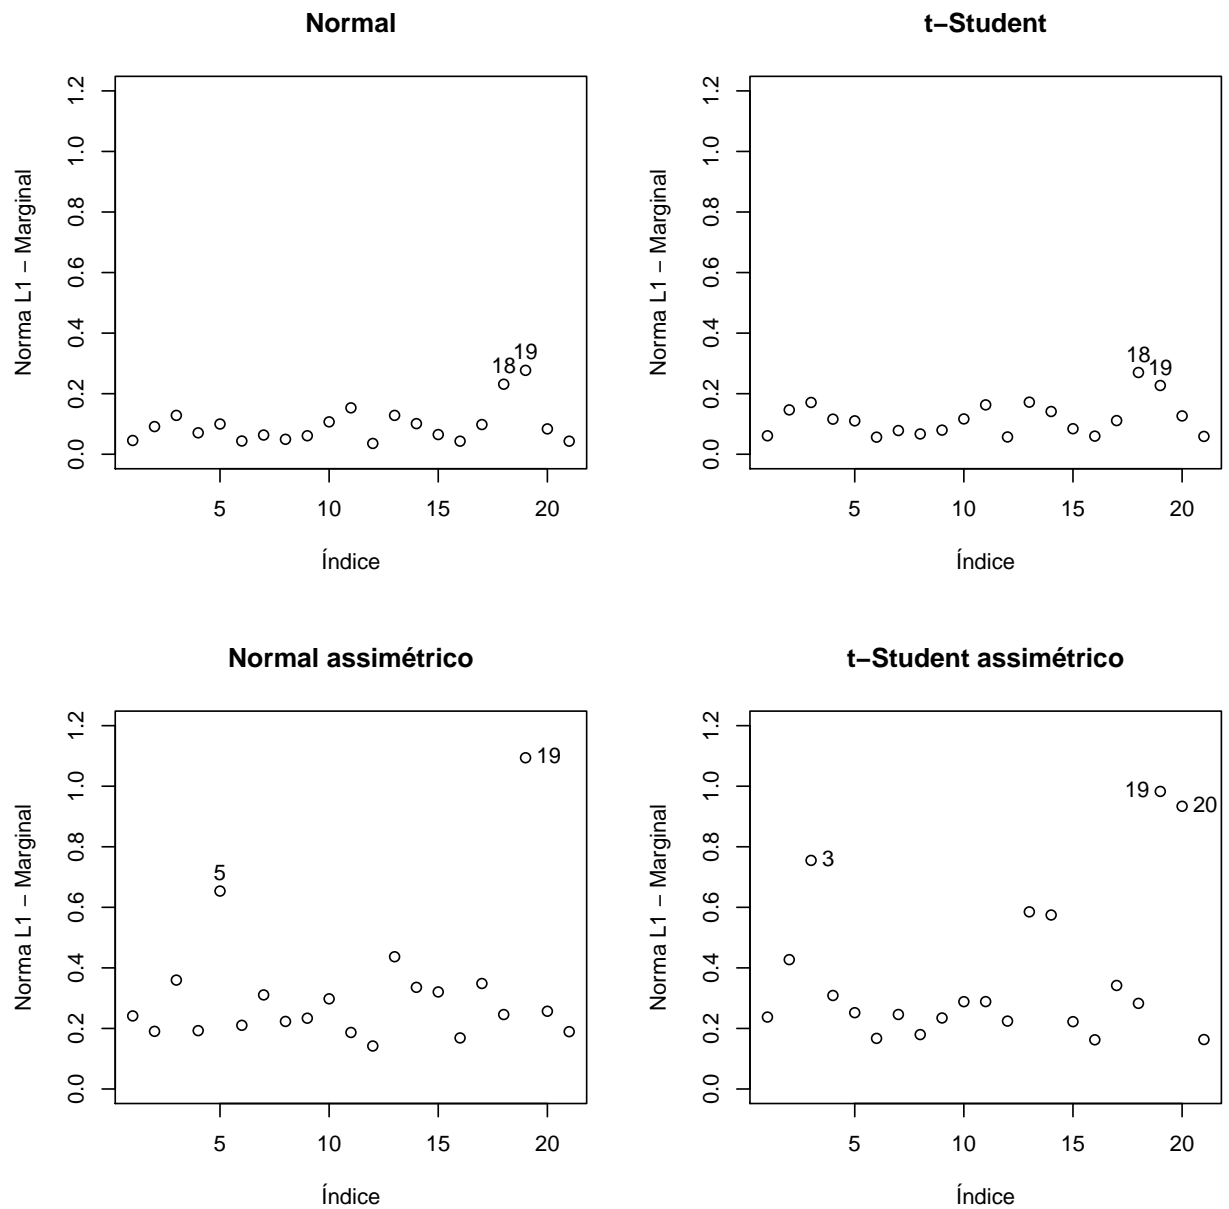 Normal
Norma L1 − Marginal
0.0 0.2 0.4 0.6 0.8 1.0 1.2
18 19
5 10 15 20
Índice
t−Student
Norma L1 − Marginal
0.0 0.2 0.4 0.6 0.8 1.0 1.2
18 19
5 10 15 20
Índice
Normal assimétrico
Norma L1 − Marginal
0.0 0.2 0.4 0.6 0.8 1.0 1.2
5 19
5 10 15 20
Índice
t−Student assimétrico
Norma L1 − Marginal
0.0 0.2 0.4 0.6 0.8 1.0 1.2
3 19 20
5 10 15 20
Índice